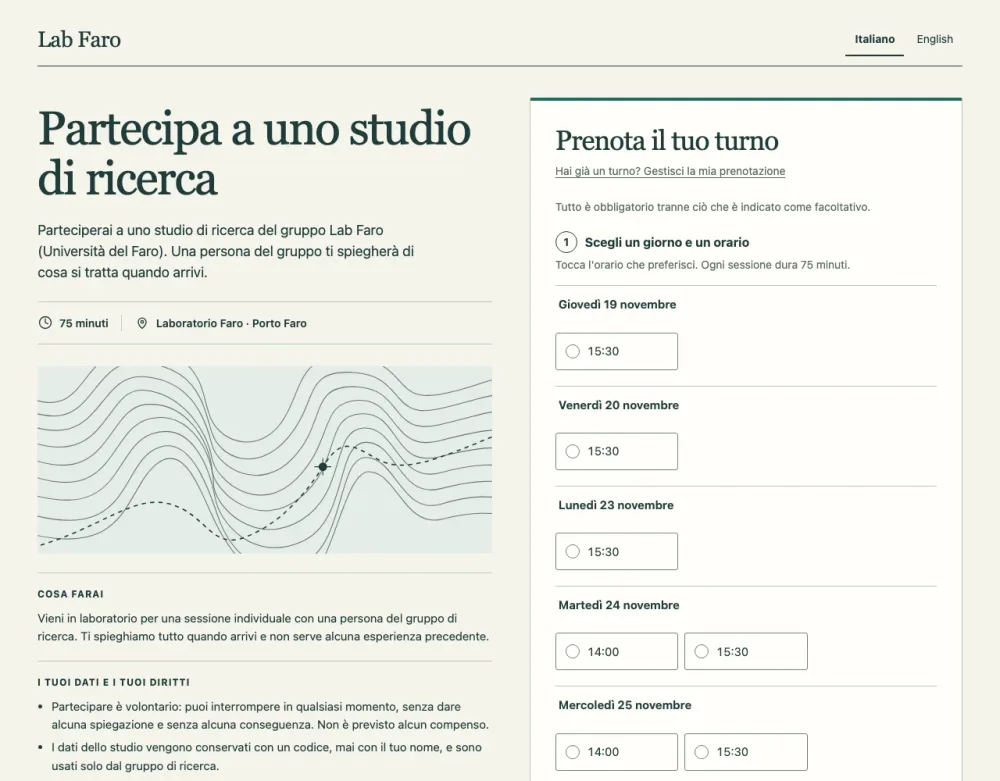 Lab Faro
Italiano
English
Partecipa a uno studio
di ricerca
Parteciperai a uno studio di ricerca del gruppo Lab Faro
(Università del Faro). Una persona del gruppo ti spiegherà di
cosa si tratta quando arrivi.
75 minuti
Laboratorio Faro · Porto Faro
COSA FARAI
Vieni in laboratorio per una sessione individuale con una persona del gruppo di
ricerca. Ti spieghiamo tutto quando arrivi e non serve alcuna esperienza precedente.
I TUOI DATI E I TUOI DIRITTI
• Partecipare è volontario: puoi interrompere in qualsiasi momento, senza dare
alcuna spiegazione e senza alcuna conseguenza. Non è previsto alcun compenso.
• I dati dello studio vengono conservati con un codice, mai con il tuo nome, e sono
usati solo dal gruppo di ricerca.
Prenota il tuo turno
Hai già un turno? Gestisci la mia prenotazione
Tutto è obbligatorio tranne ciò che è indicato come facoltativo.
1 Scegli un giorno e un orario
Tocca l'orario che preferisci. Ogni sessione dura 75 minuti.
Giovedì 19 novembre
15:30
Venerdì 20 novembre
15:30
Lunedì 23 novembre
15:30
Martedì 24 novembre
14:00
15:30
Mercoledì 25 novembre
14:00
15:30